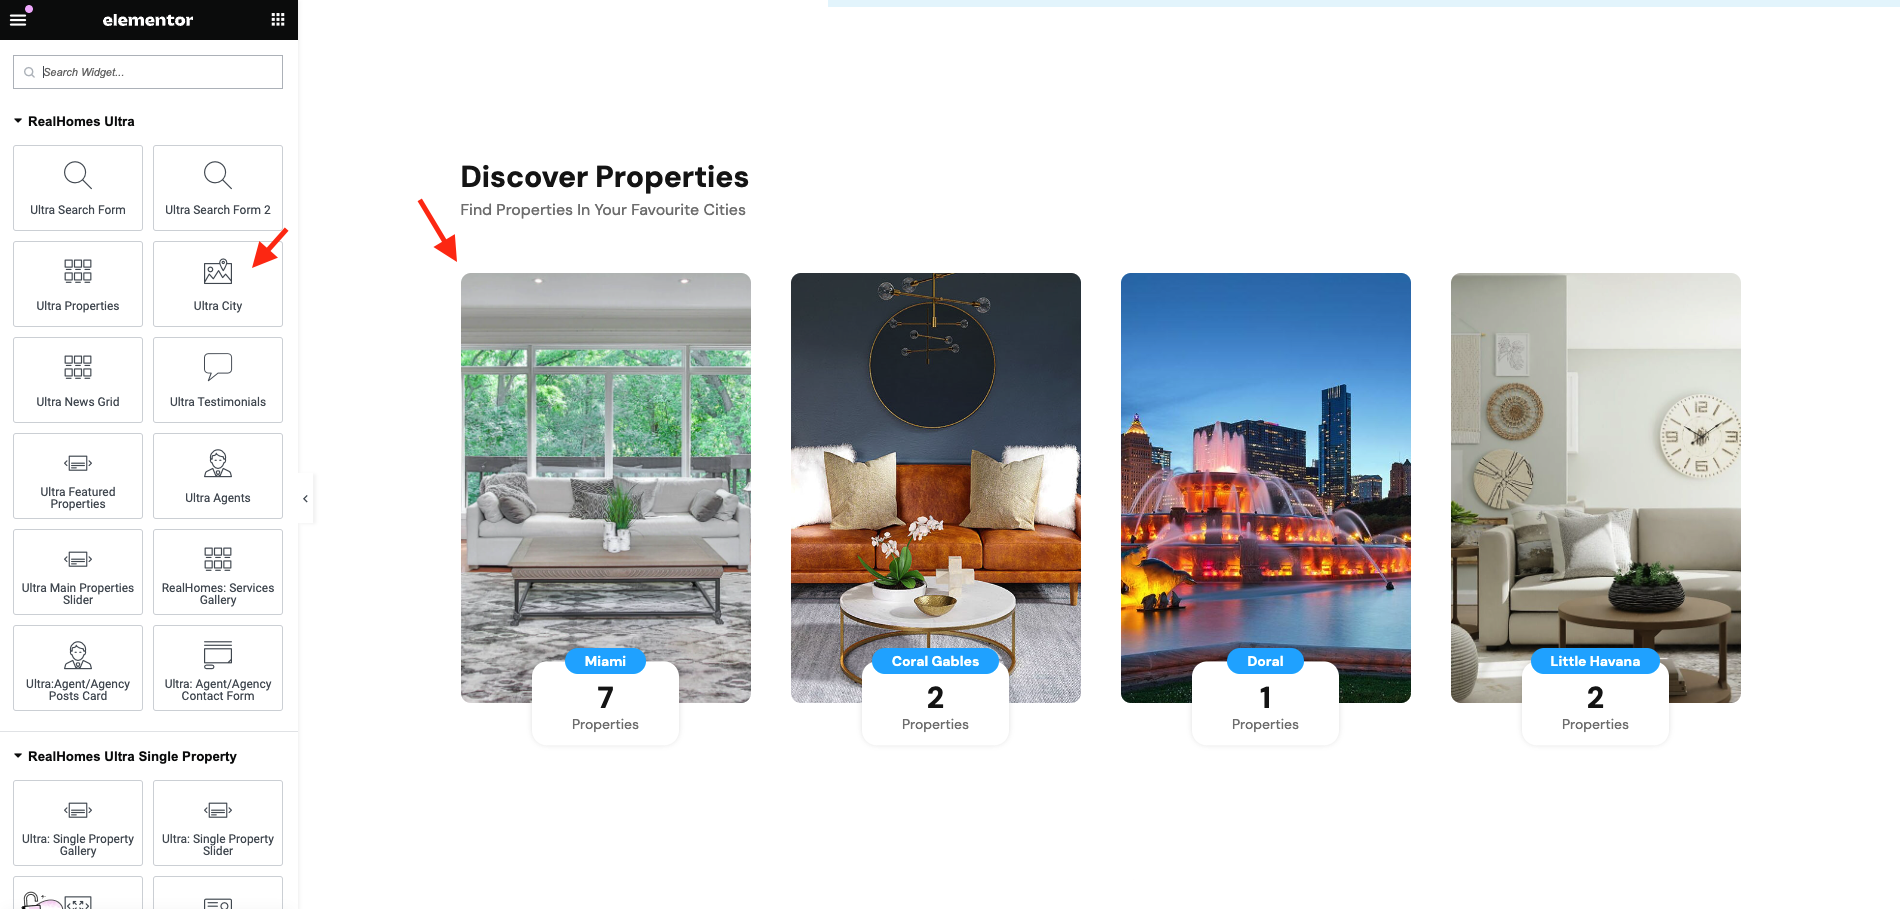 elementor
Search Widget...
RealHomes Ultra
Ultra Search Form
Ultra Search Form 2
Ultra Properties
Ultra City
Ultra News Grid
Ultra Testimonials
Ultra Featured
Properties
Ultra Agents
Ultra Main Properties
Slider
RealHomes: Services
Gallery
Ultra:Agent/Agency
Posts Card
Ultra: Agent/Agency
Contact Form
RealHomes Ultra Single Property
Ultra: Single Property
Gallery
Ultra: Single Property
Slider
Discover Properties
Find Properties In Your Favourite Cities
Miami
7
Properties
Coral Gables
2
Properties
Doral
1
Properties
12
9
3
6
Little Havana
2
Properties